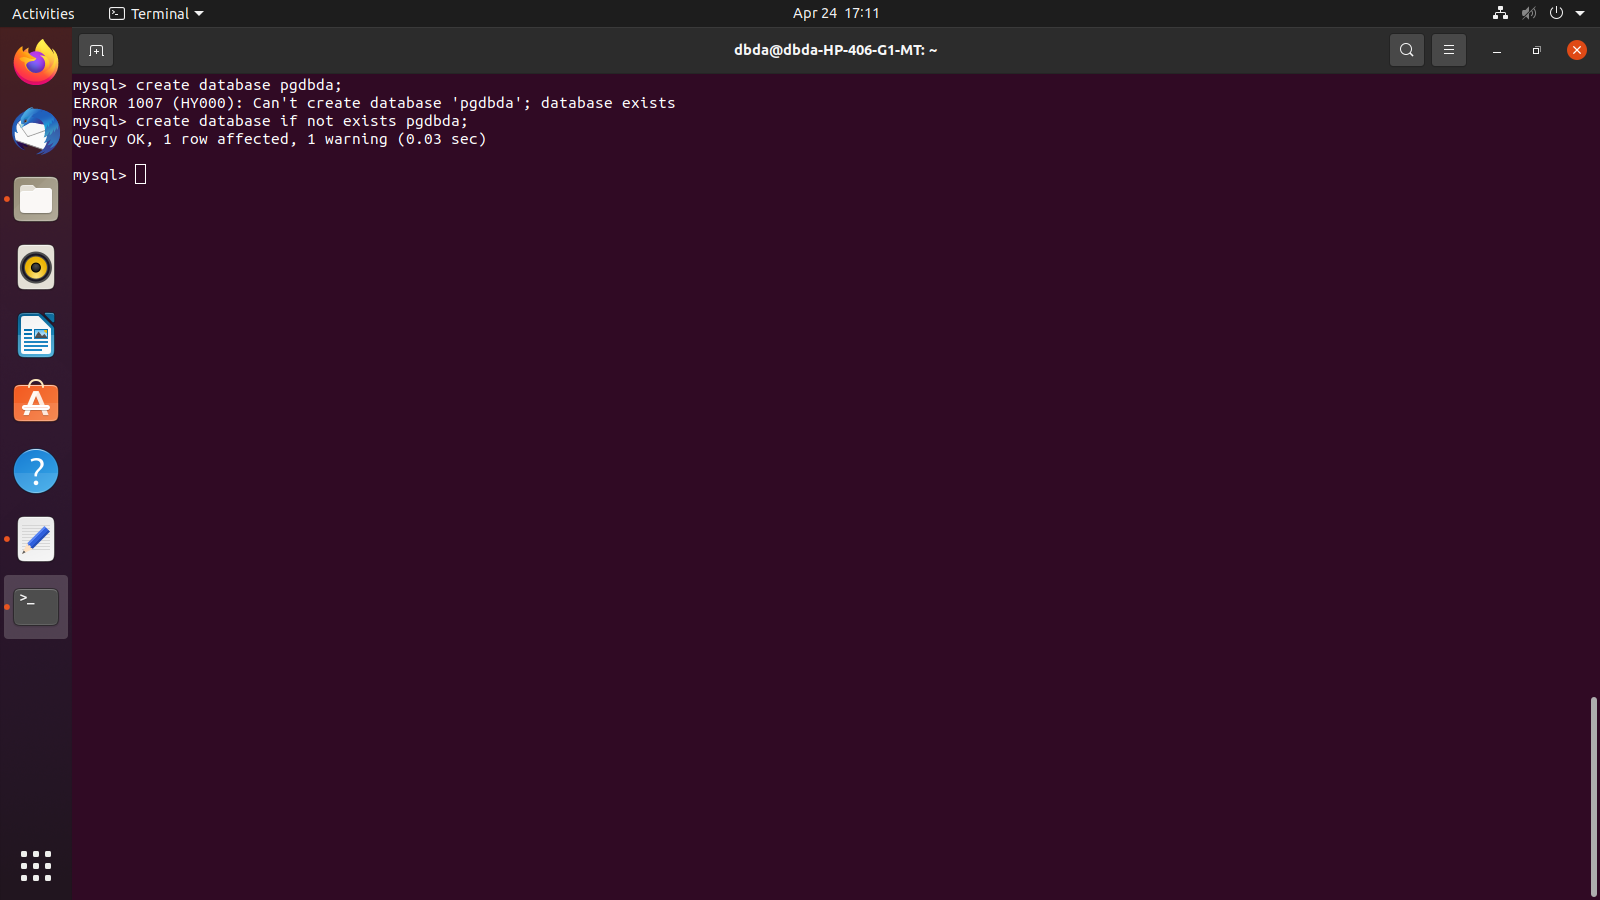 Activities
Terminal
Apr 24 17:11
dbda@dbda-HP-406-G1-MT: ~
mysql> create database pgdbda;
ERROR 1007 (HY000): Can't create database 'pgdbda'; database exists
mysql> create database if not exists pgdbda;
Query OK, 1 row affected, 1 warning (0.03 sec)
mysql>